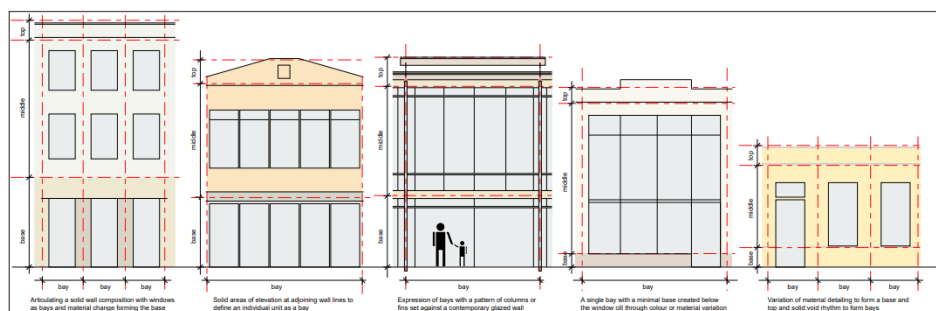 top
middle
base
bay
bay
bay
Articulating a solid wall composition with windows
as bays and material change forming the base
top
middle
base
bay
Solid areas of elevation at adjoining wall lines to
define an individual unit as a bay
top
middle
base
bay
Expression of bays with a pattern of columns or
fins set against a contemporary glazed wall
top
middle
base
bay
A single bay with a minimal base created below
the window oil through colour or material variation
top
middle
base
bay
bay
bay
Variation of material detailing to form a base and
top and solid:void rhythm to form bays